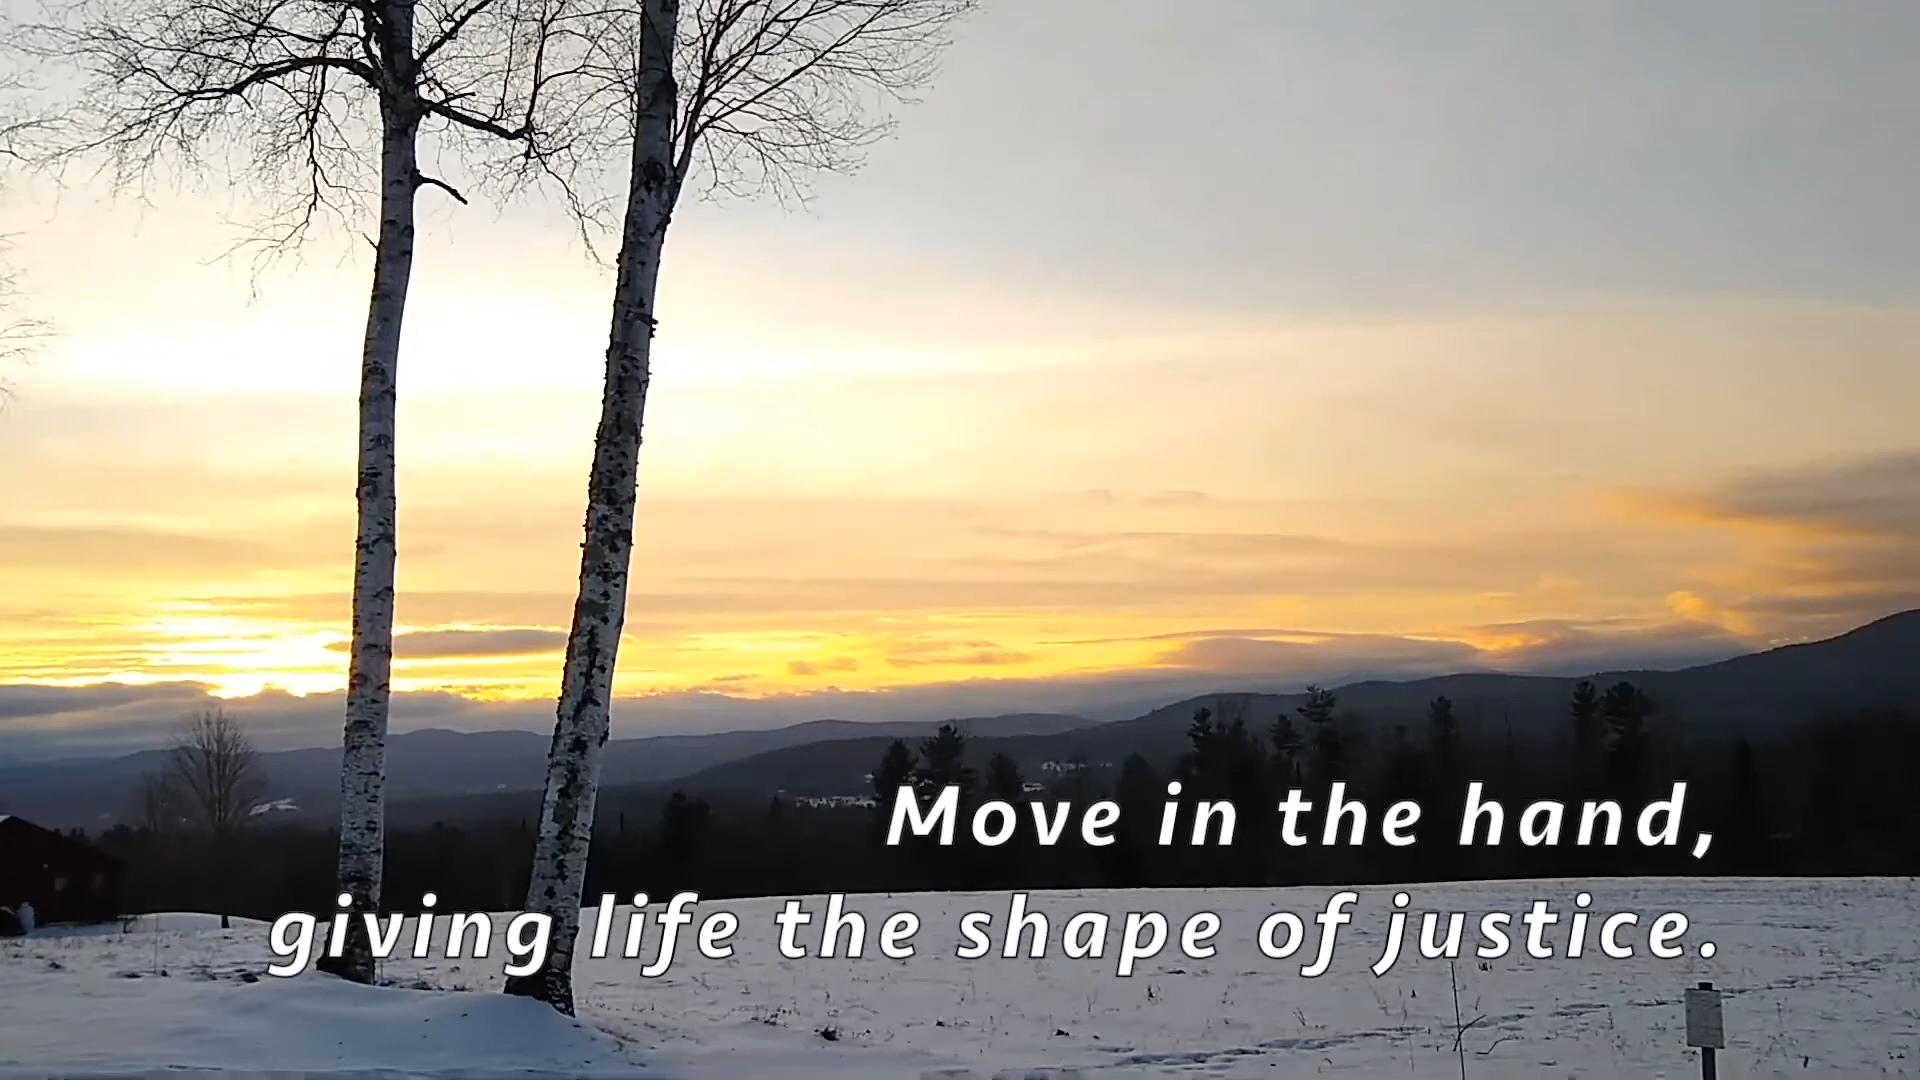 Move in the hand,
giving life the shape of justice.